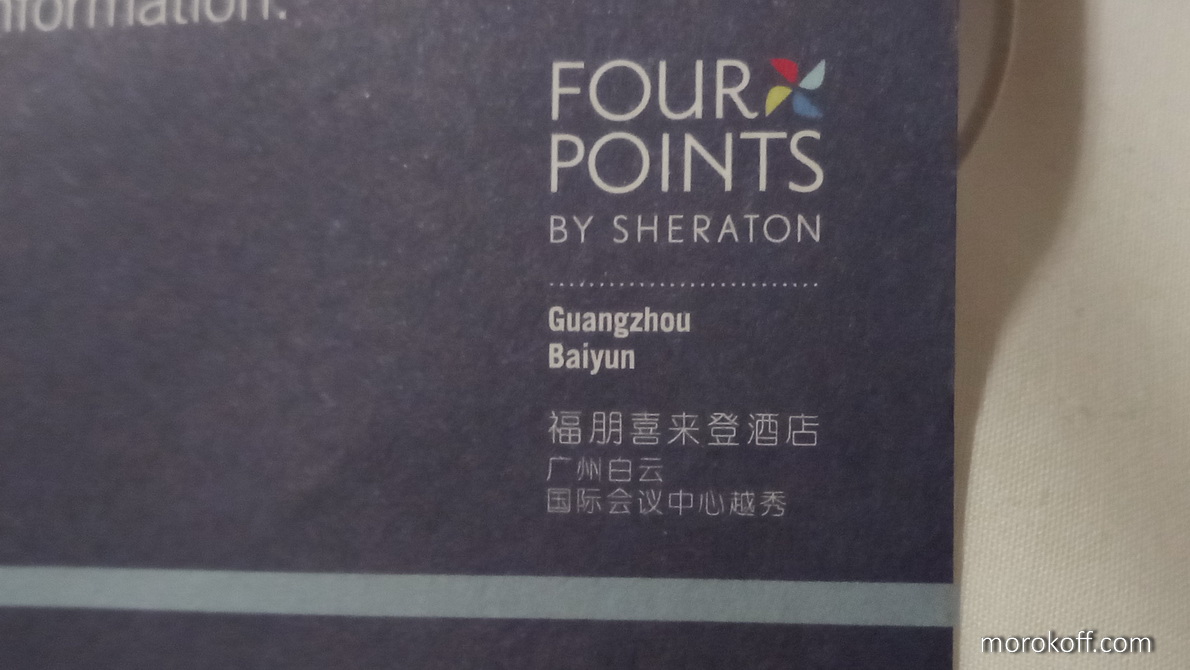 nformation.
FOUR
POINTS
BY SHERATON
Guangzhou
Baiyun
福朋喜来登酒店
广州白云
国际会议中心越秀
morokoff.com